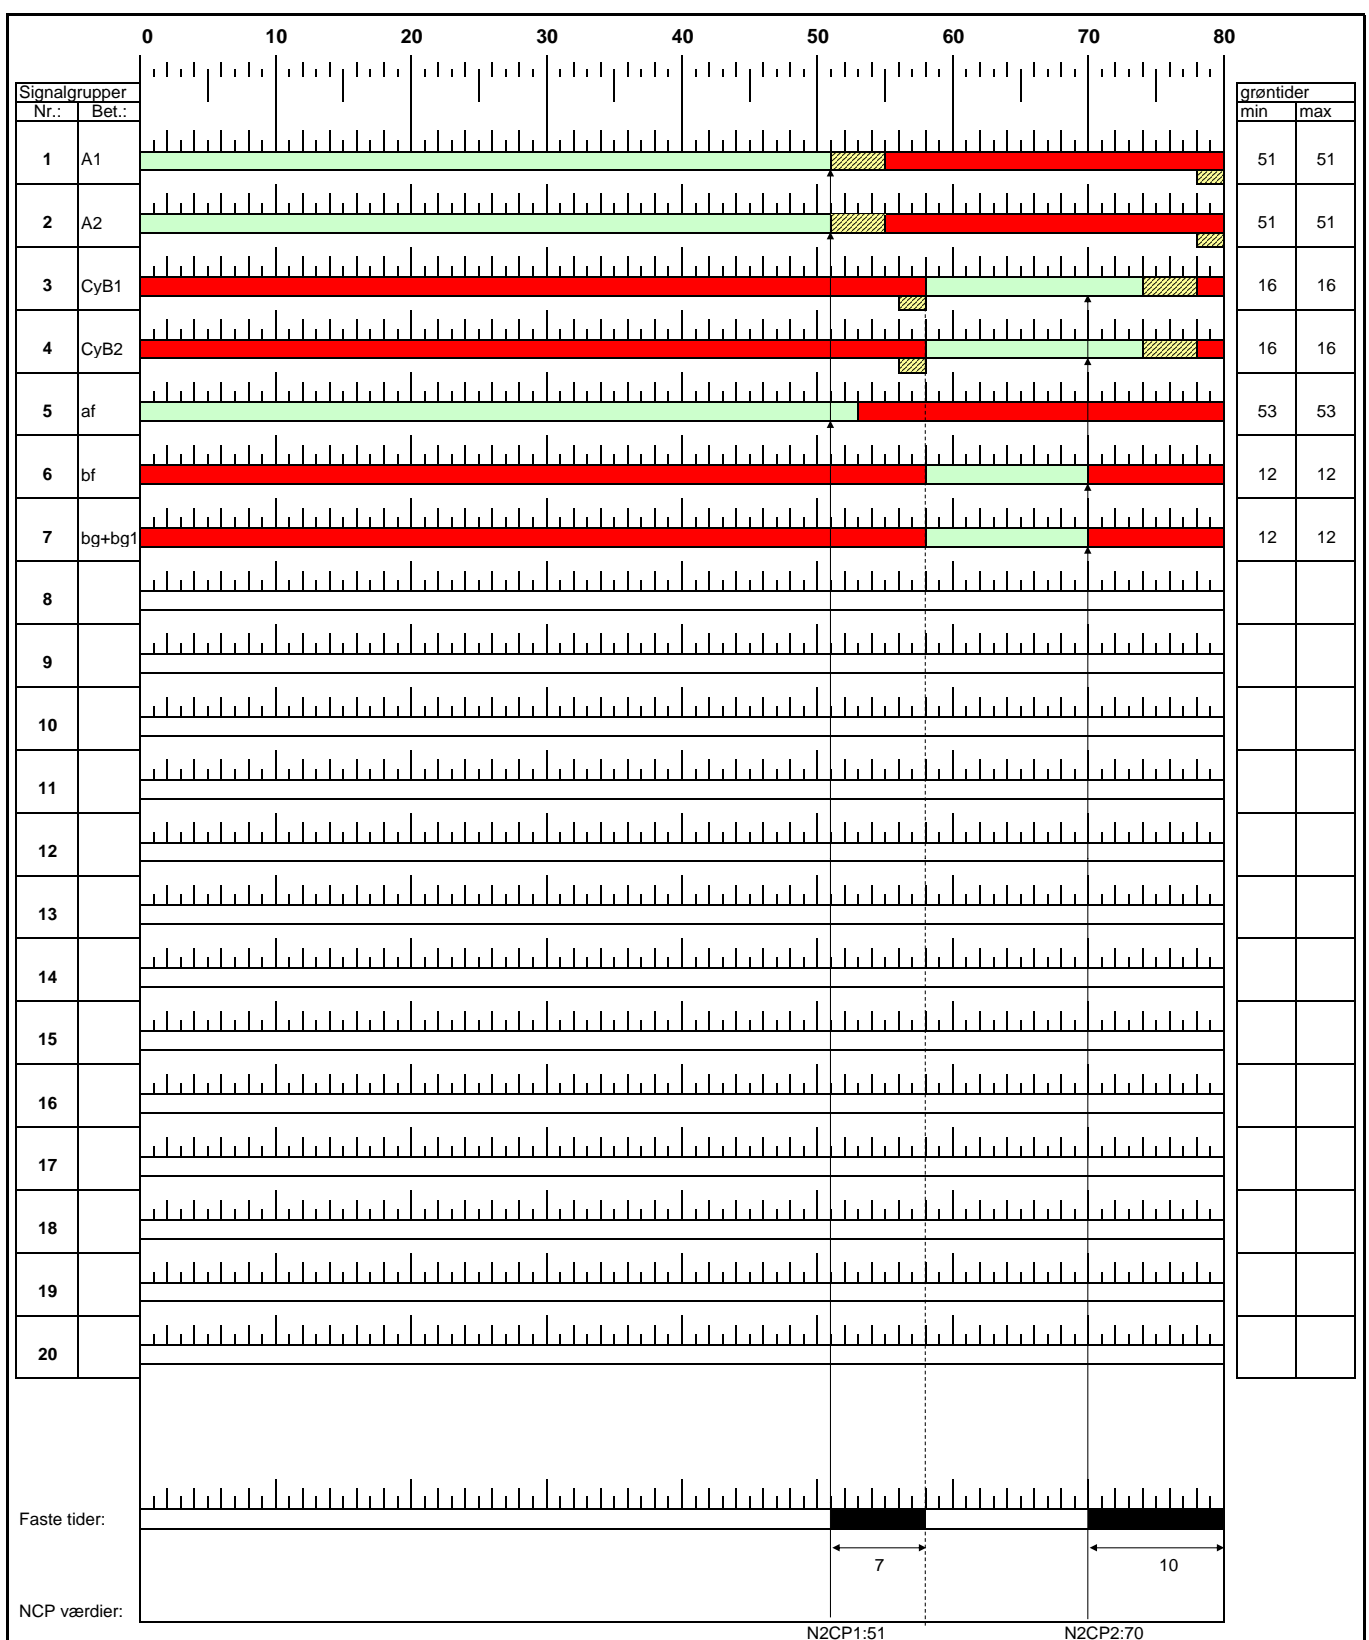 0 10 20 30 40 50 60 70 80
Signalgrupper grøntider
Nr.: Bet.: min max
1 A1 51 51
2 A2 51 51
3 CyB1 16 16
4 CyB2 16 16
5 af 53 53
6 bf 12 12
7 bg+bg1 12 12
8
9
10
11
12
13
14
15
16
17
18
19
20
Faste tider:
7 10
NCP værdier:
N2CP1:51 N2CP2:70